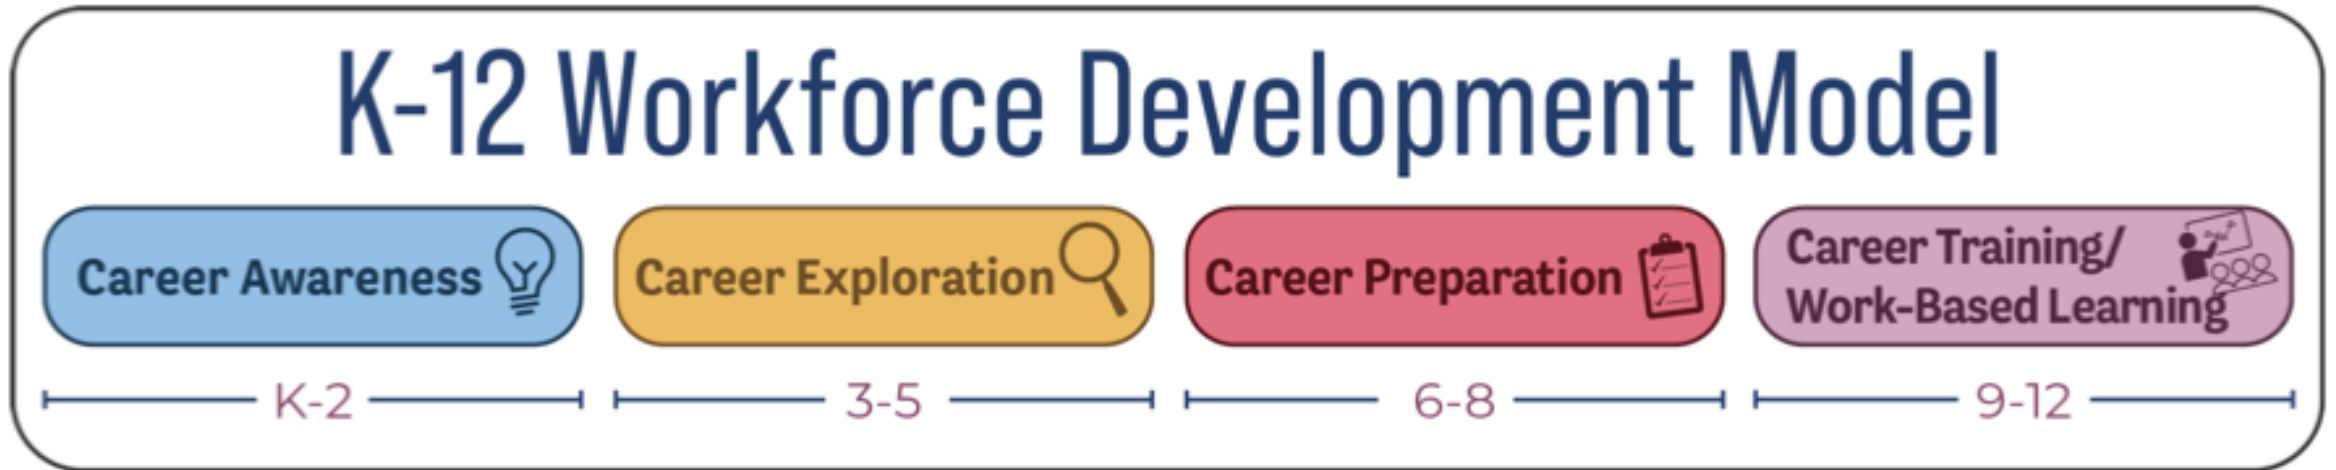 K-12 Workforce Development Model
Career Awareness
Career Exploration
Career Preparation
Career Training/
Work-Based Learning
K-2
3-5
6-8
9-12